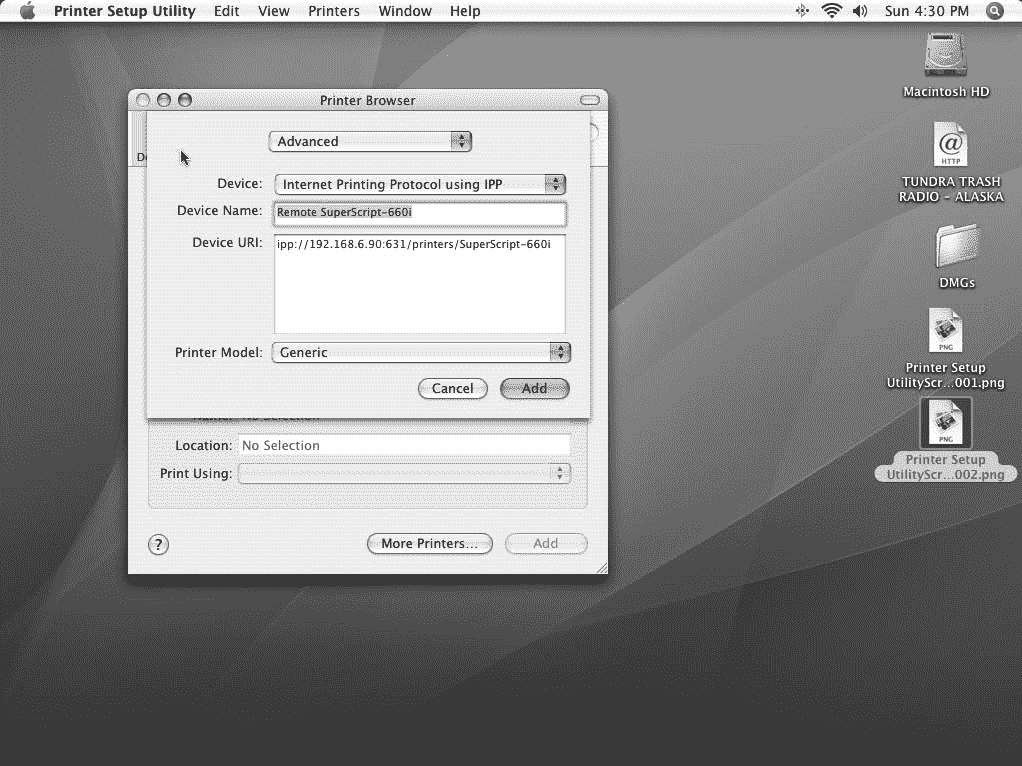 Printer Setup Utility Edit View Printers Window Help Sun 4:30 PM
Printer Browser
Advanced
Device: Internet Printing Protocol using IPP
Device Name: Remote SuperScript-660i
Device URI: ipp://192.168.6.90:631/printers/SuperScript-660i
Printer Model: Generic
Cancel Add
Location: No Selection
Print Using:
? More Printers... Add
Macintosh HD
@
HTTP
TUNDRA TRASH
RADIO - ALASKA
DMGs
PNG
Printer Setup
UtilityScr...001.png
PNG
Printer Setup
UtilityScr...002.png